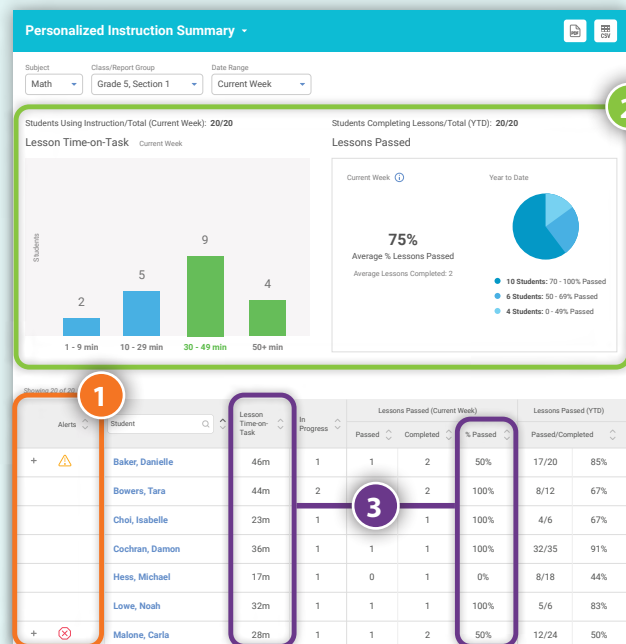 Personalized Instruction Summary
PDF
CSV
Subject
Class/Report Group
Date Range
Math
Grade 5, Section 1
Current Week
2
Students Using Instruction/Total (Current Week): 20/20
Students Completing Lessons/Total (YTD): 20/20
Lesson Time-on-Task Current Week
Lessons Passed
Current Week
Year to Date
Students
2
5
9
4
1 - 9 min
10 - 29 min
30 - 49 min
50+ min
75%
Average % Lessons Passed
Average Lessons Completed: 2
10 Students: 70 - 100% Passed
6 Students: 50 - 69% Passed
4 Students: 0 - 49% Passed
Showing 20 of 20
1
Alerts
Student
Lesson
Time-on-
Task
In
Progress
Lessons Passed (Current Week)
Lessons Passed (YTD)
Passed
Completed
% Passed
Passed/Completed
+ Baker, Danielle 46m 1 1 2 50% 17/20 85%
Bowers, Tara 44m 2 2 100% 8/12 67%
3
Choi, Isabelle 23m 1 1 100% 4/6 67%
Cochran, Damon 36m 1 1 1 100% 32/35 91%
Hess, Michael 17m 1 0 1 0% 8/18 44%
Lowe, Noah 32m 1 1 1 100% 5/6 83%
+ Malone, Carla 28m 1 1 2 50% 12/24 50%